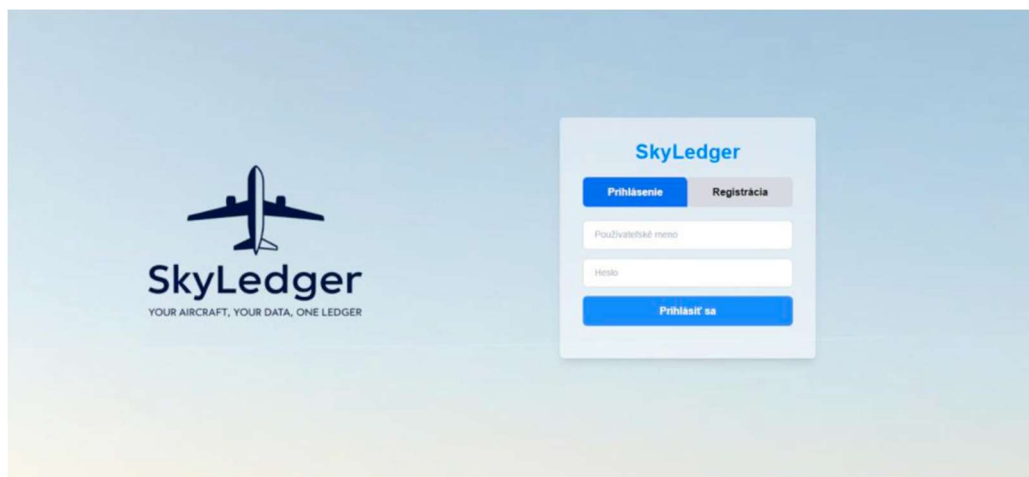 SkyLedger
YOUR AIRCRAFT, YOUR DATA, ONE LEDGER
SkyLedger
Prihlásenie Registrácia
Používateľské meno
Heslo
Prihlásiť sa